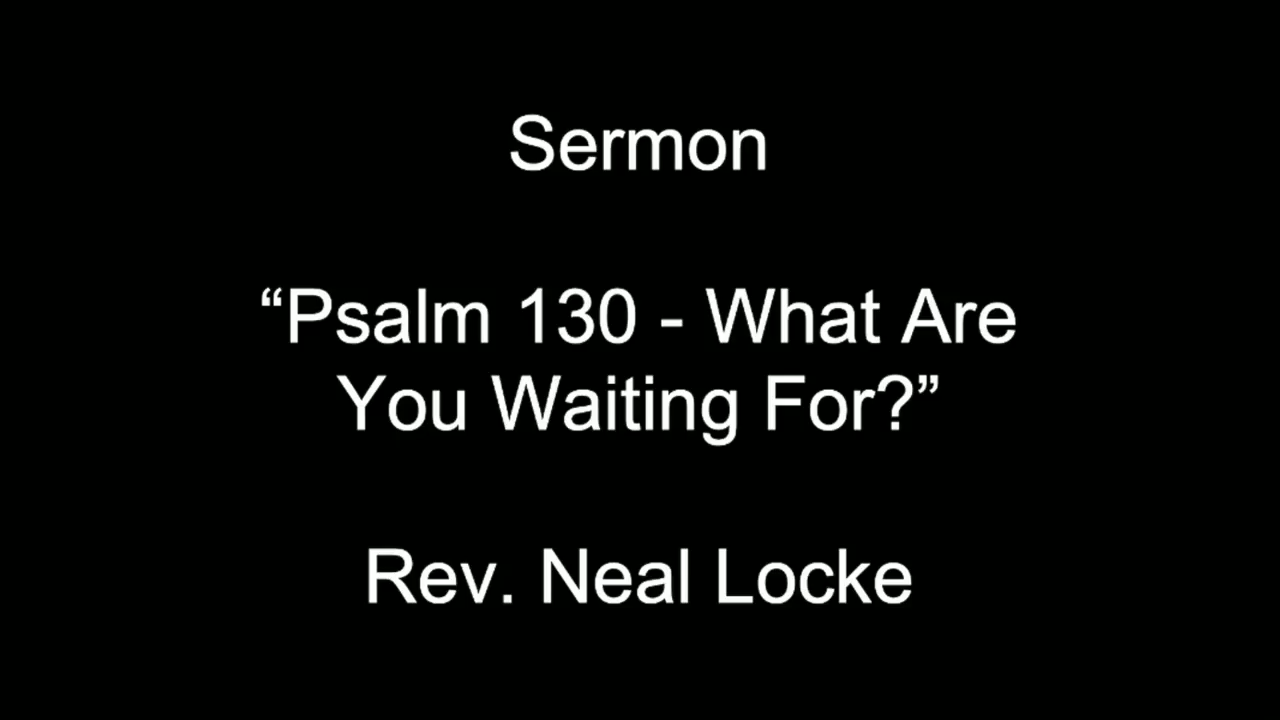 Sermon
“Psalm 130 - What Are
You Waiting For?”
Rev. Neal Locke